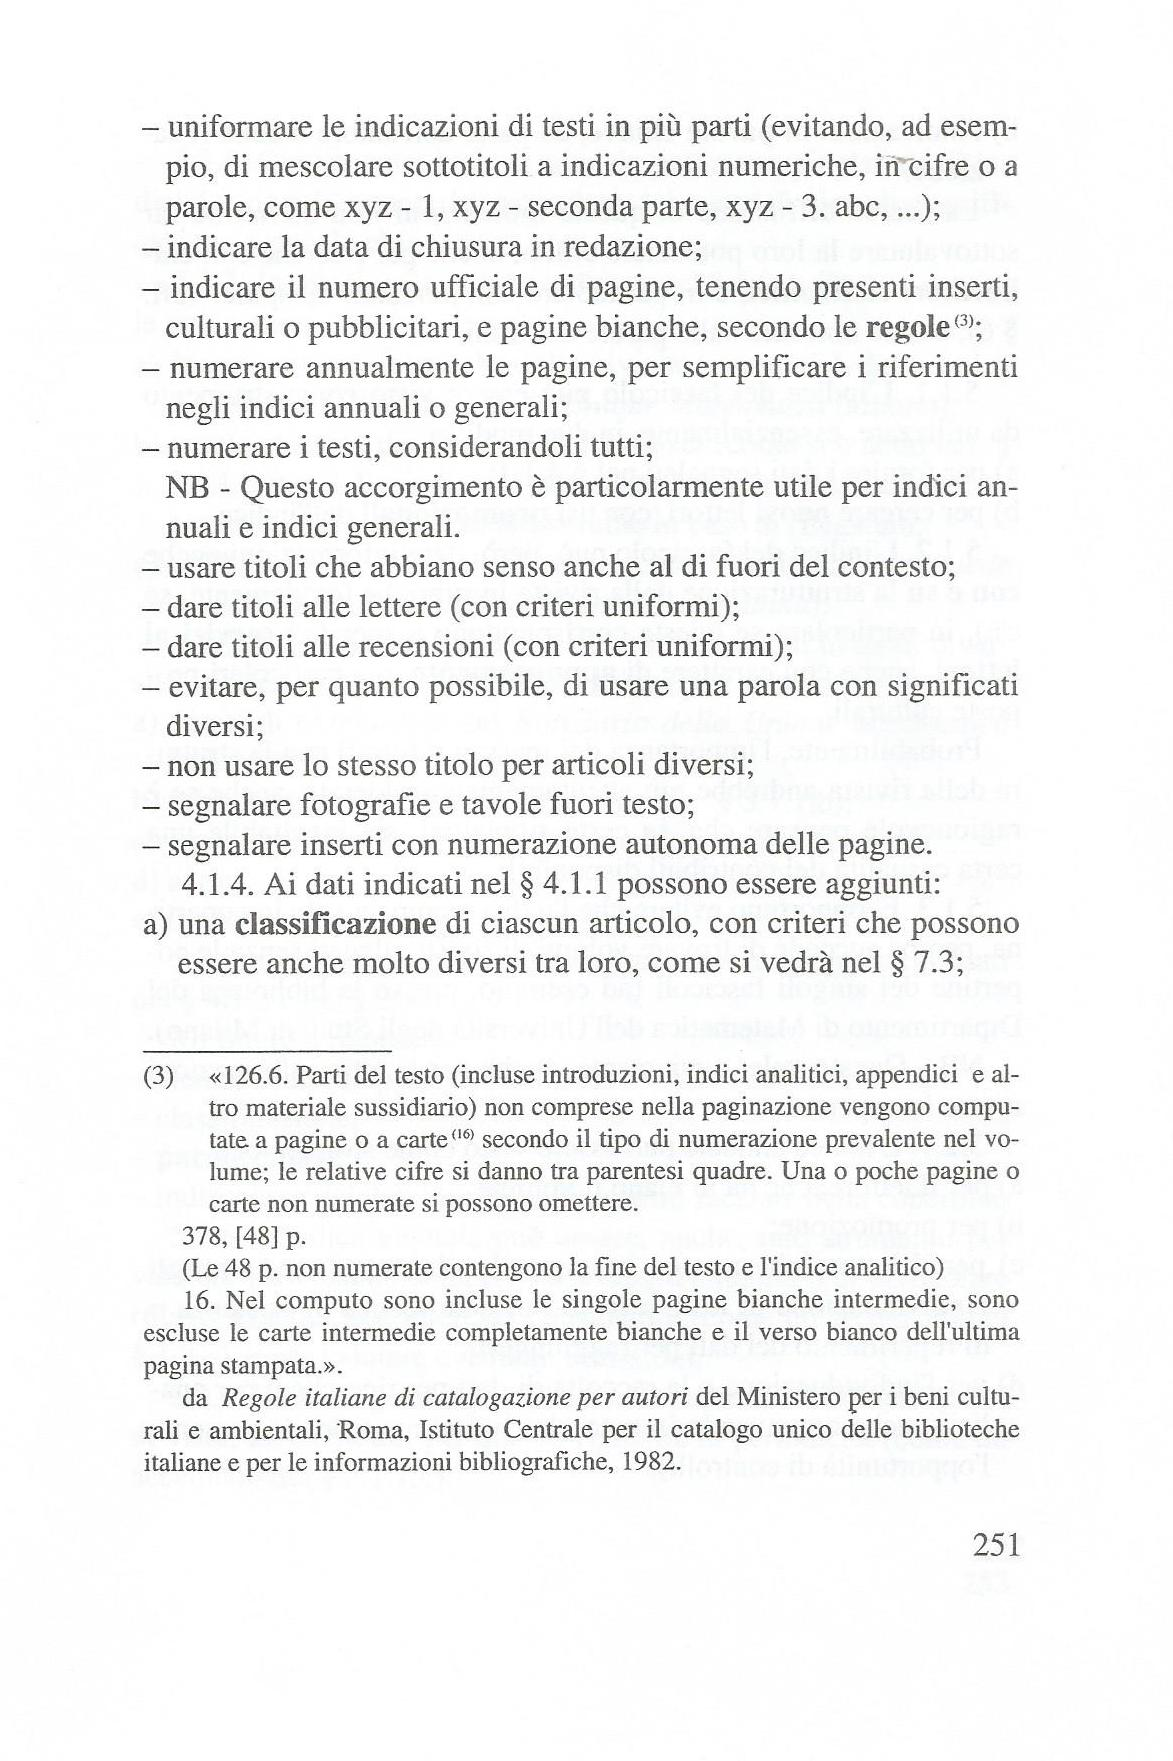 – uniformare le indicazioni di testi in più parti (evitando, ad esem-
pio, di mescolare sottotitoli a indicazioni numeriche, in cifre o a
parole, come xyz - 1, xyz - seconda parte, xyz - 3. abc, ...);
– indicare la data di chiusura in redazione;
– indicare il numero ufficiale di pagine, tenendo presenti inserti,
culturali o pubblicitari, e pagine bianche, secondo le regole (3);
– numerare annualmente le pagine, per semplificare i riferimenti
negli indici annuali o generali;
– numerare i testi, considerandoli tutti;
NB - Questo accorgimento è particolarmente utile per indici an-
nuali e indici generali.
– usare titoli che abbiano senso anche al di fuori del contesto;
– dare titoli alle lettere (con criteri uniformi);
– dare titoli alle recensioni (con criteri uniformi);
– evitare, per quanto possibile, di usare una parola con significati
diversi;
– non usare lo stesso titolo per articoli diversi;
– segnalare fotografie e tavole fuori testo;
– segnalare inserti con numerazione autonoma delle pagine.
4.1.4. Ai dati indicati nel § 4.1.1 possono essere aggiunti:
a) una classificazione di ciascun articolo, con criteri che possono
essere anche molto diversi tra loro, come si vedrà nel § 7.3;
(3) «126.6. Parti del testo (incluse introduzioni, indici analitici, appendici e al-
tro materiale sussidiario) non comprese nella paginazione vengono compu-
tate a pagine o a carte (16) secondo il tipo di numerazione prevalente nel vo-
lume; le relative cifre si danno tra parentesi quadre. Una o poche pagine o
carte non numerate si possono omettere.
378, [48] p.
(Le 48 p. non numerate contengono la fine del testo e l'indice analitico)
16. Nel computo sono incluse le singole pagine bianche intermedie, sono
escluse le carte intermedie completamente bianche e il verso bianco dell'ultima
pagina stampata.».
da Regole italiane di catalogazione per autori del Ministero per i beni cultu-
rali e ambientali, Roma, Istituto Centrale per il catalogo unico delle biblioteche
italiane e per le informazioni bibliografiche, 1982.
251